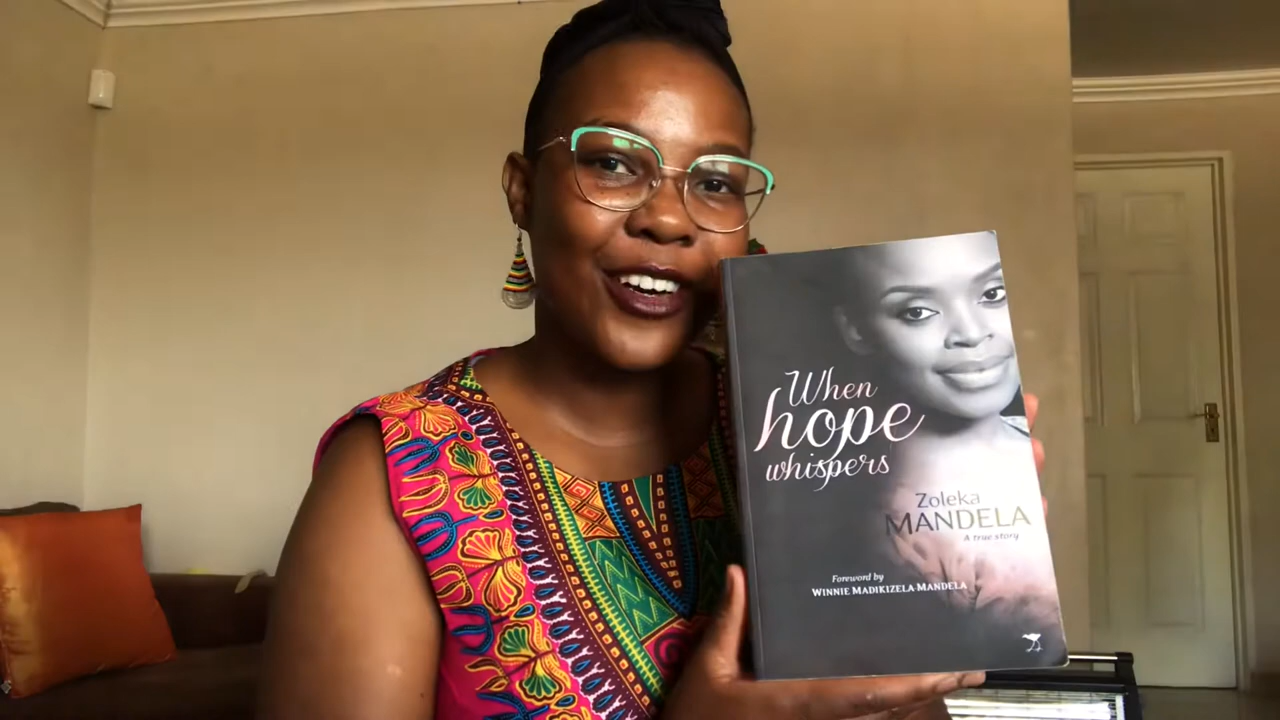 When
hope
whispers
Zoleka
MANDELA
A true story
Foreword by
WINNIE MADIKIZELA MANDELA